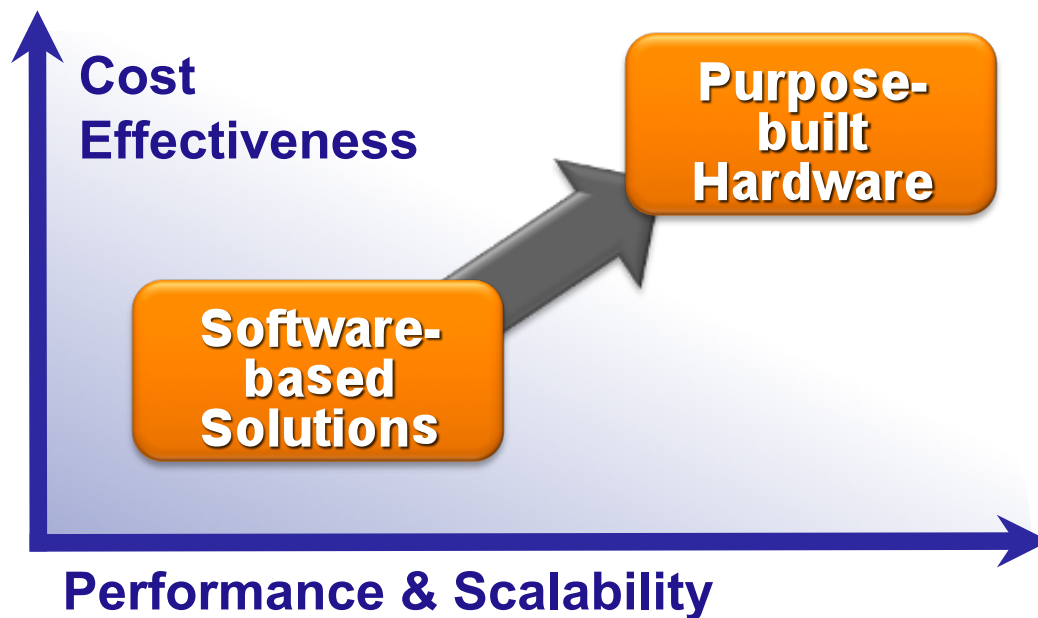 Cost
Effectiveness
Purpose-
built
Hardware
Software-
based
Solutions
Performance & Scalability